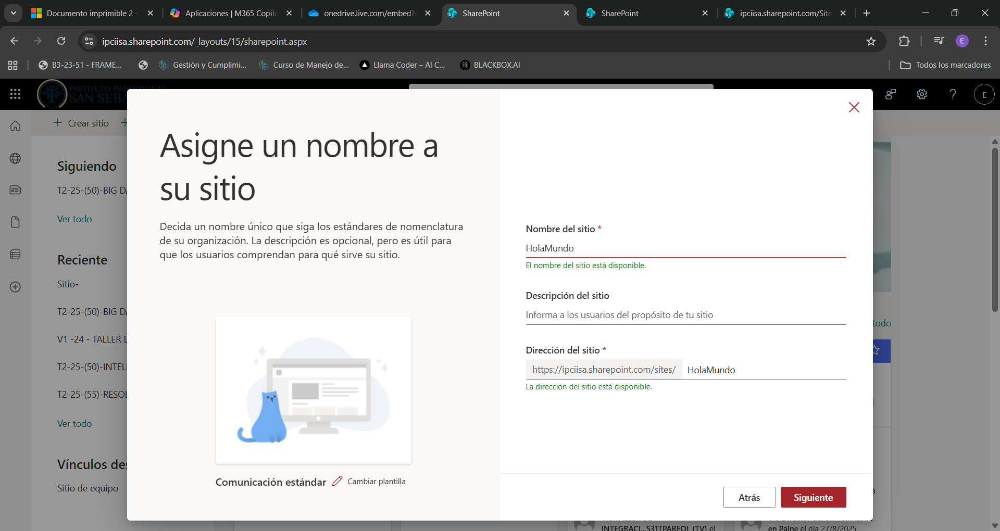 Documento imprimible 2 -
Aplicaciones | M365 Copilo
onedrive.live.com/embed?
SharePoint
SharePoint
ipciisa.sharepoint.com/Site
ipciisa.sharepoint.com/_layouts/15/sharepoint.aspx
E
B3-23-51 - FRAME...
Gestión y Cumplimi...
Curso de Manejo de...
Llama Coder – AI C...
BLACKBOX.AI
Todos los marcadores
INSTITUTO PROFESIONAL
SAN SEBA
E
Crear sitio
Siguiendo
T2-25-(50)-BIG DA
Ver todo
Reciente
Sitio-
T2-25-(50)-BIG DA
V1 -24 - TALLER D
T2-25-(50)-INTELI
T2-25-(55)-RESOL
Ver todo
Vínculos des
Sitio de equipo
Asigne un nombre a
su sitio
Decida un nombre único que siga los estándares de nomenclatura
de su organización. La descripción es opcional, pero es útil para
que los usuarios comprendan para qué sirve su sitio.
Comunicación estándar
Cambiar plantilla
Nombre del sitio *
HolaMundo
El nombre del sitio está disponible.
Descripción del sitio
Informa a los usuarios del propósito de tu sitio
Dirección del sitio *
https://ipciisa.sharepoint.com/sites/ HolaMundo
La dirección del sitio está disponible.
Atrás
Siguiente
todo
INTEGRACI...S31TPAREOL (TV) el
en Paine el día 27/8/2025